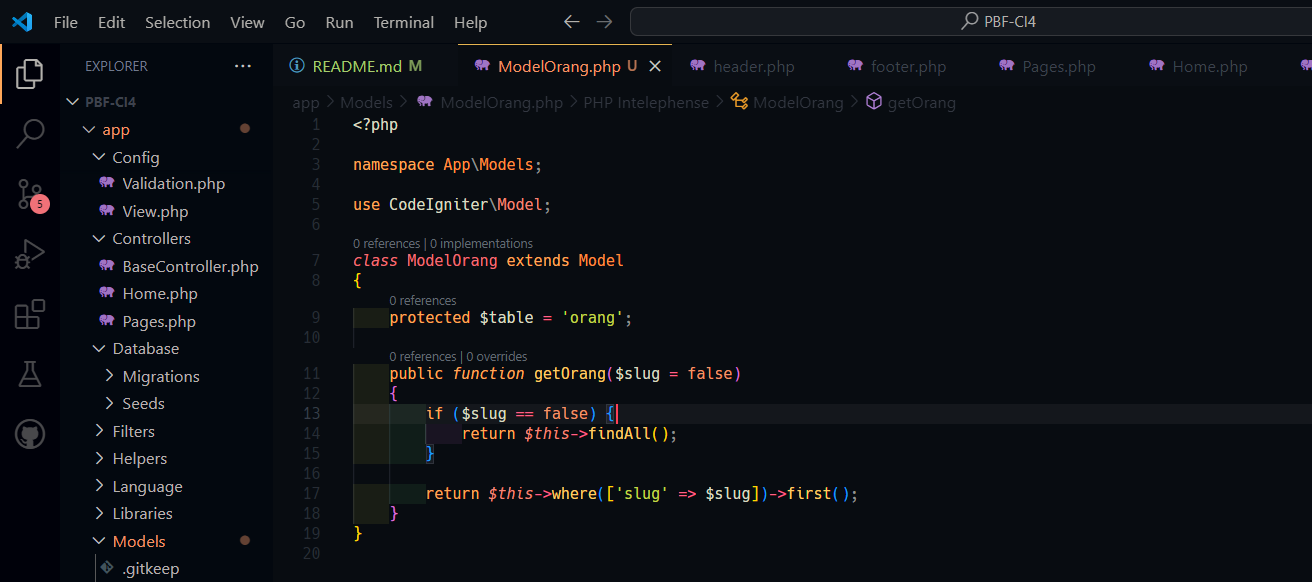 File Edit Selection View Go Run Terminal Help PBF-CI4
EXPLORER
PBF-CI4
app
Config
Validation.php
View.php
Controllers
BaseController.php
Home.php
Pages.php
Database
Migrations
Seeds
Filters
Helpers
Language
Libraries
Models
.gitkeep
5
README.md M ModelOrang.php U header.php footer.php Pages.php Home.php
app > Models > ModelOrang.php > PHP Intelephense > ModelOrang > getOrang
1 <?php
2
3 namespace App\Models;
4
5 use CodeIgniter\Model;
6
0 references | 0 implementations
7 class ModelOrang extends Model
8 {
0 references
9 protected $table = 'orang';
10
0 references | 0 overrides
11 public function getOrang($slug = false)
12 {
13 if ($slug == false) {
14 return $this->findAll();
15 }
16
17 return $this->where(['slug' => $slug])->first();
18 }
19 }
20